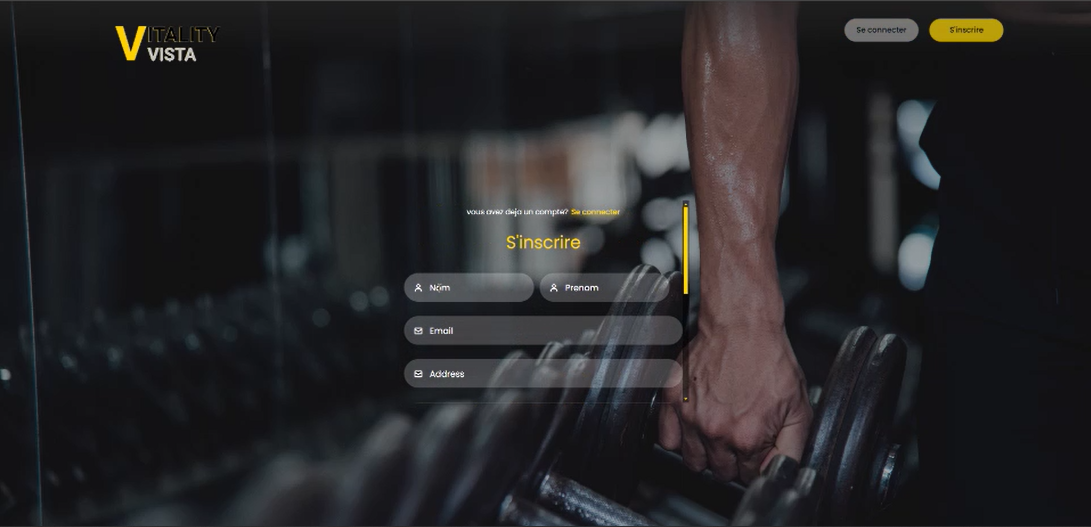 VITALITY
VISTA
Se connecter
S'inscrire
vous avez deja un compte? Se connecter
S'inscrire
Nom
Prenom
Email
Address